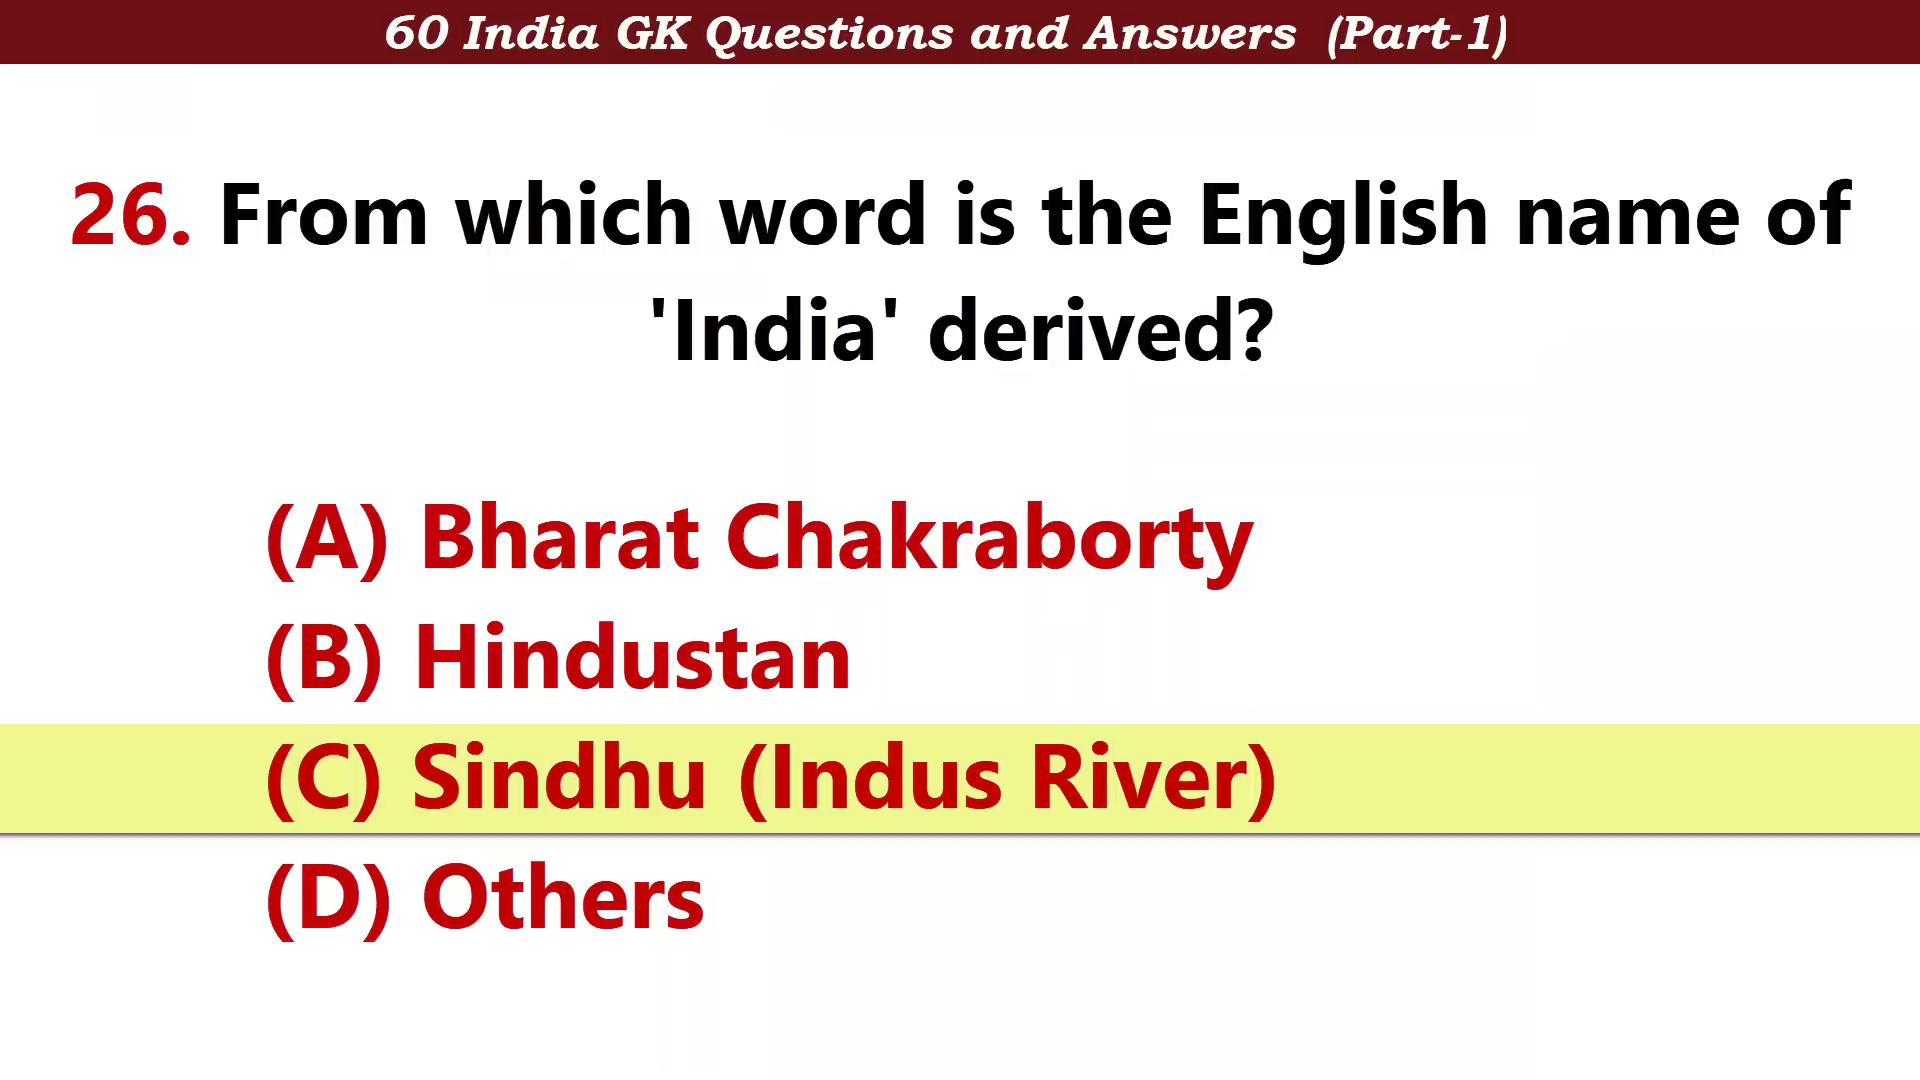 60 India GK Questions and Answers (Part-1)
26. From which word is the English name of
'India' derived?
(A) Bharat Chakraborty
(B) Hindustan
(C) Sindhu (Indus River)
(D) Others